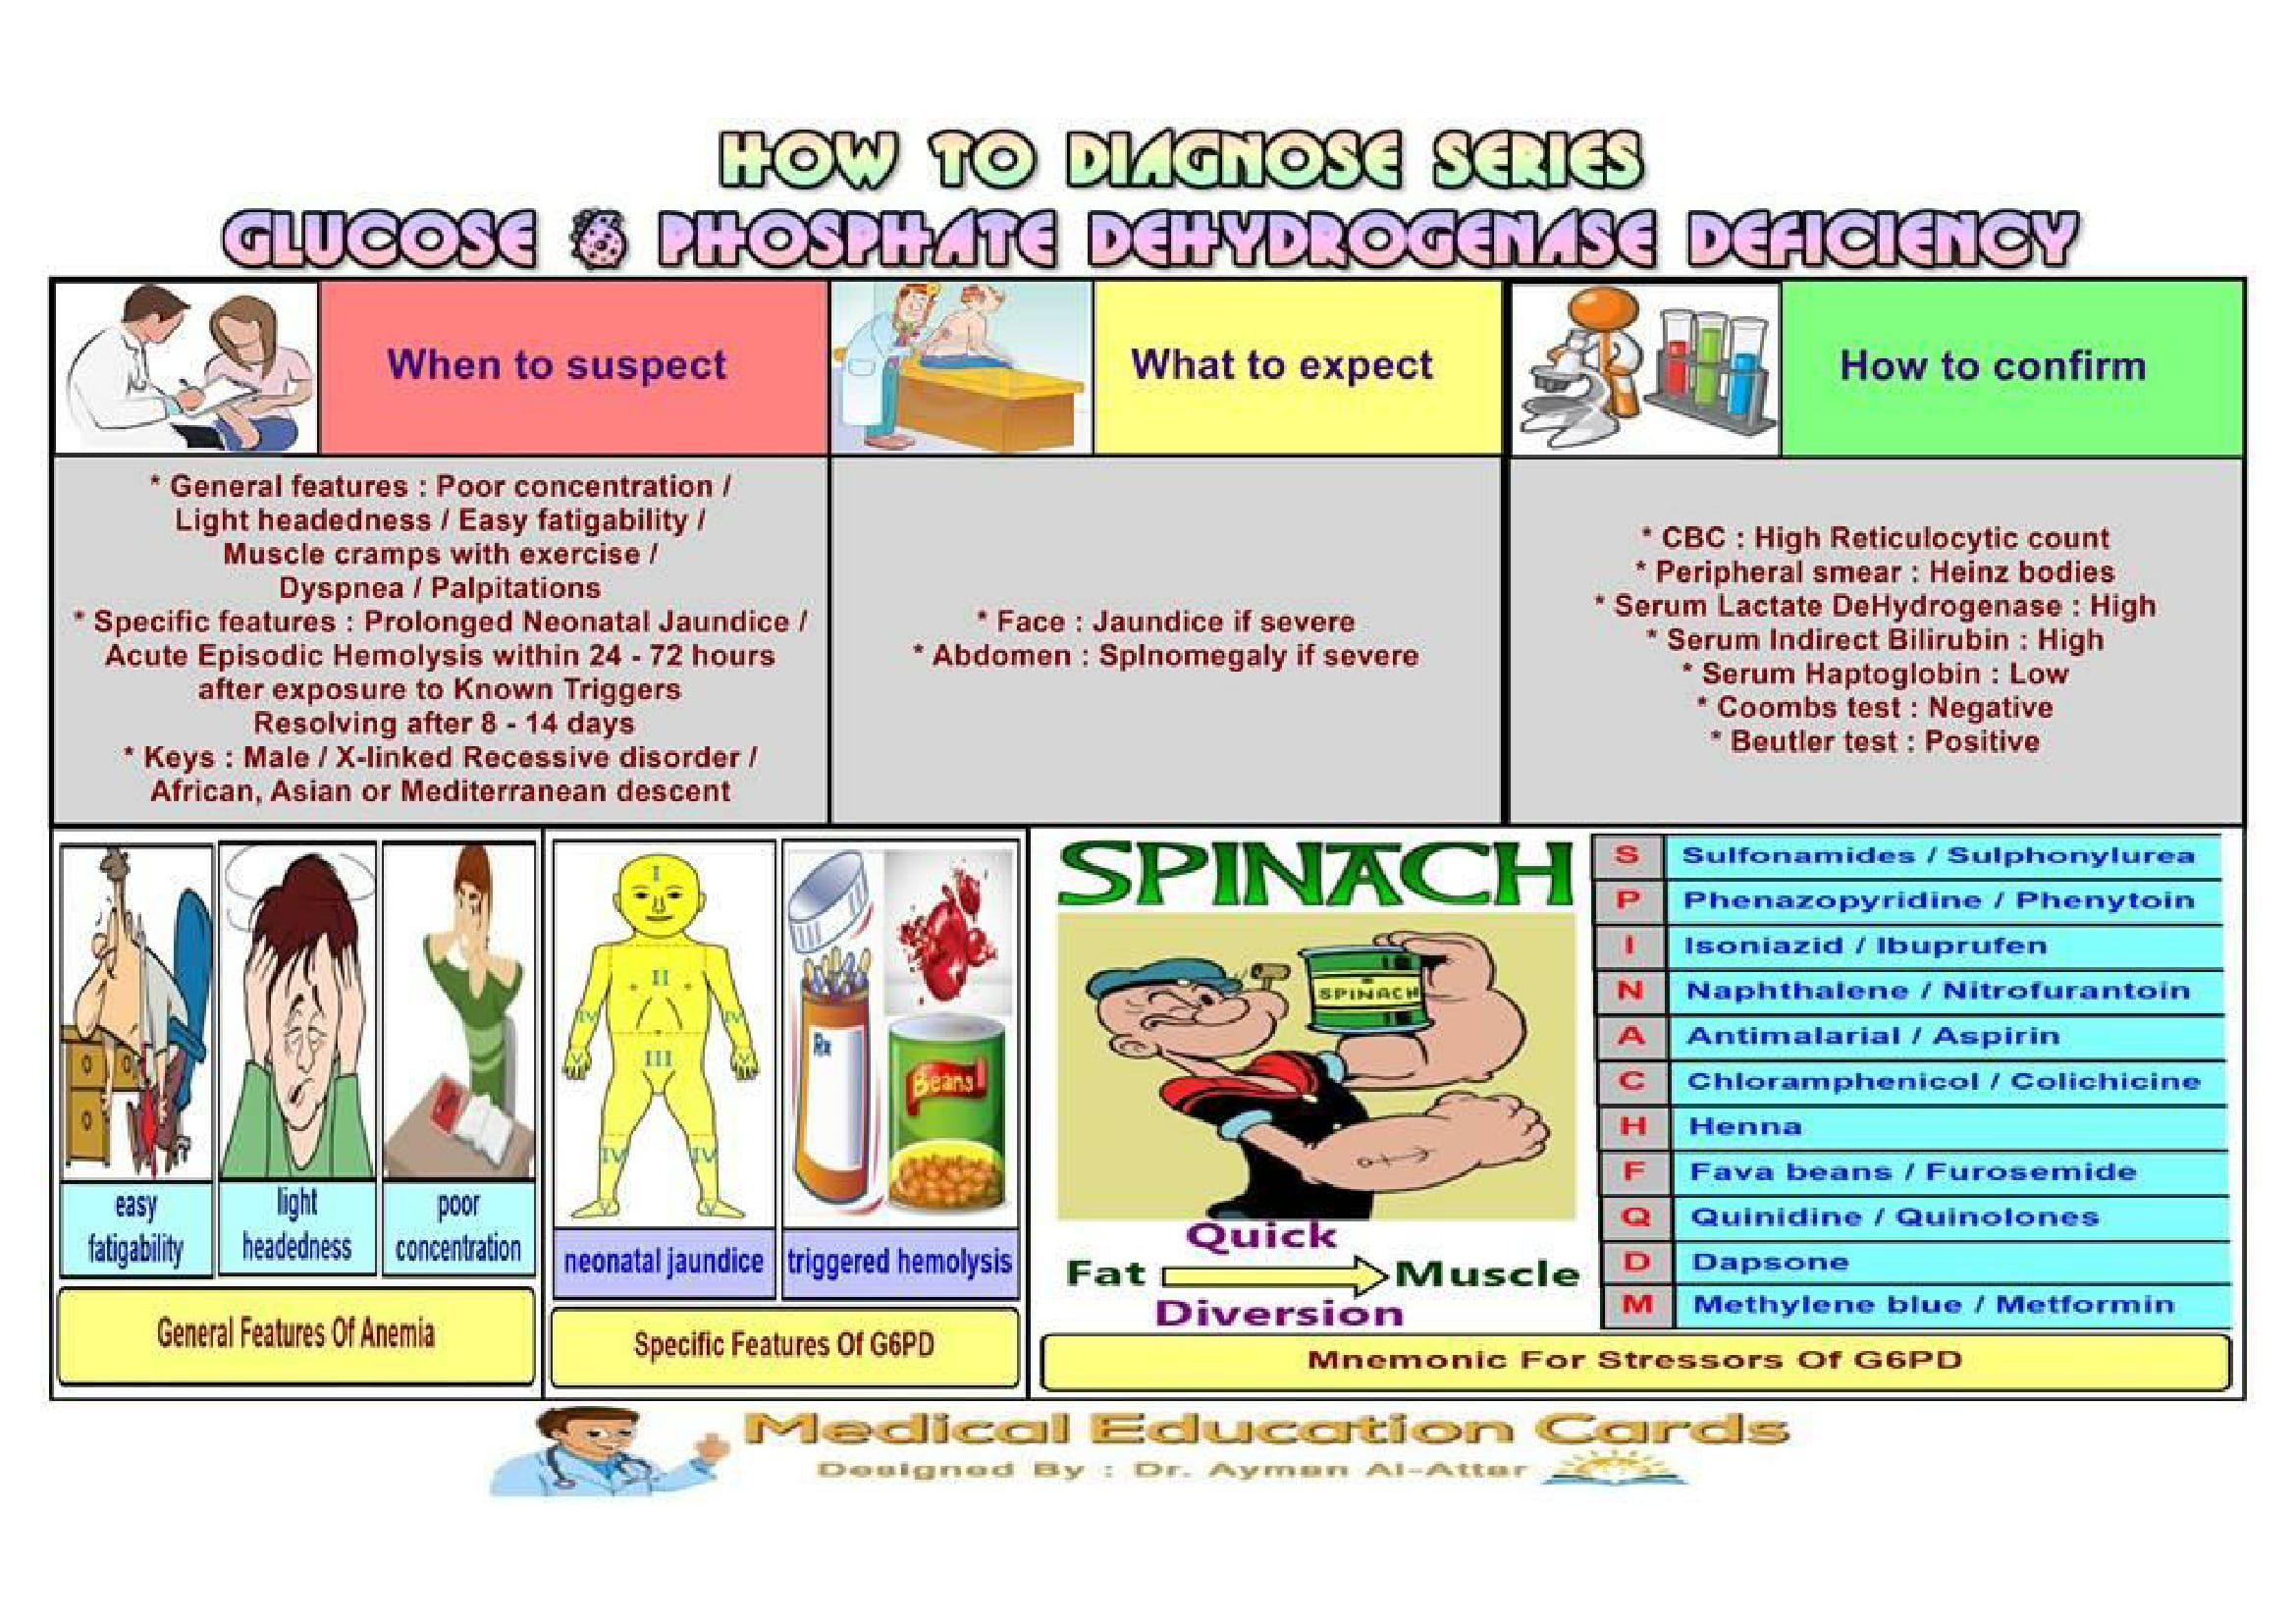 HOW TO DIAGNOSE SERIES
GLUCOSE 6 PHOSPHATE DEHYDROGENASE DEFICIENCY
When to suspect
What to expect
How to confirm
* General features : Poor concentration /
Light headedness / Easy fatigability /
Muscle cramps with exercise /
Dyspnea / Palpitations
* Specific features : Prolonged Neonatal Jaundice /
Acute Episodic Hemolysis within 24 - 72 hours
after exposure to Known Triggers
Resolving after 8 - 14 days
* Keys : Male / X-linked Recessive disorder /
African, Asian or Mediterranean descent
* Face : Jaundice if severe
* Abdomen : Splnomegaly if severe
* CBC : High Reticulocytic count
* Peripheral smear : Heinz bodies
* Serum Lactate DeHydrogenase : High
* Serum Indirect Bilirubin : High
* Serum Haptoglobin : Low
* Coombs test : Negative
* Beutler test : Positive
easy
fatigability
light
headedness
poor
concentration
General Features Of Anemia
I
II
IV IV
V V
III
IV IV
V V
neonatal jaundice
Rx
Beans
triggered hemolysis
Specific Features Of G6PD
SPINACH
SPINACH
Quick
Fat Muscle
Diversion
S Sulfonamides / Sulphonylurea
P Phenazopyridine / Phenytoin
I Isoniazid / Ibuprufen
N Naphthalene / Nitrofurantoin
A Antimalarial / Aspirin
C Chloramphenicol / Colichicine
H Henna
F Fava beans / Furosemide
Q Quinidine / Quinolones
D Dapsone
M Methylene blue / Metformin
Mnemonic For Stressors Of G6PD
Medical Education Cards
Designed By : Dr. Ayman Al-Attar